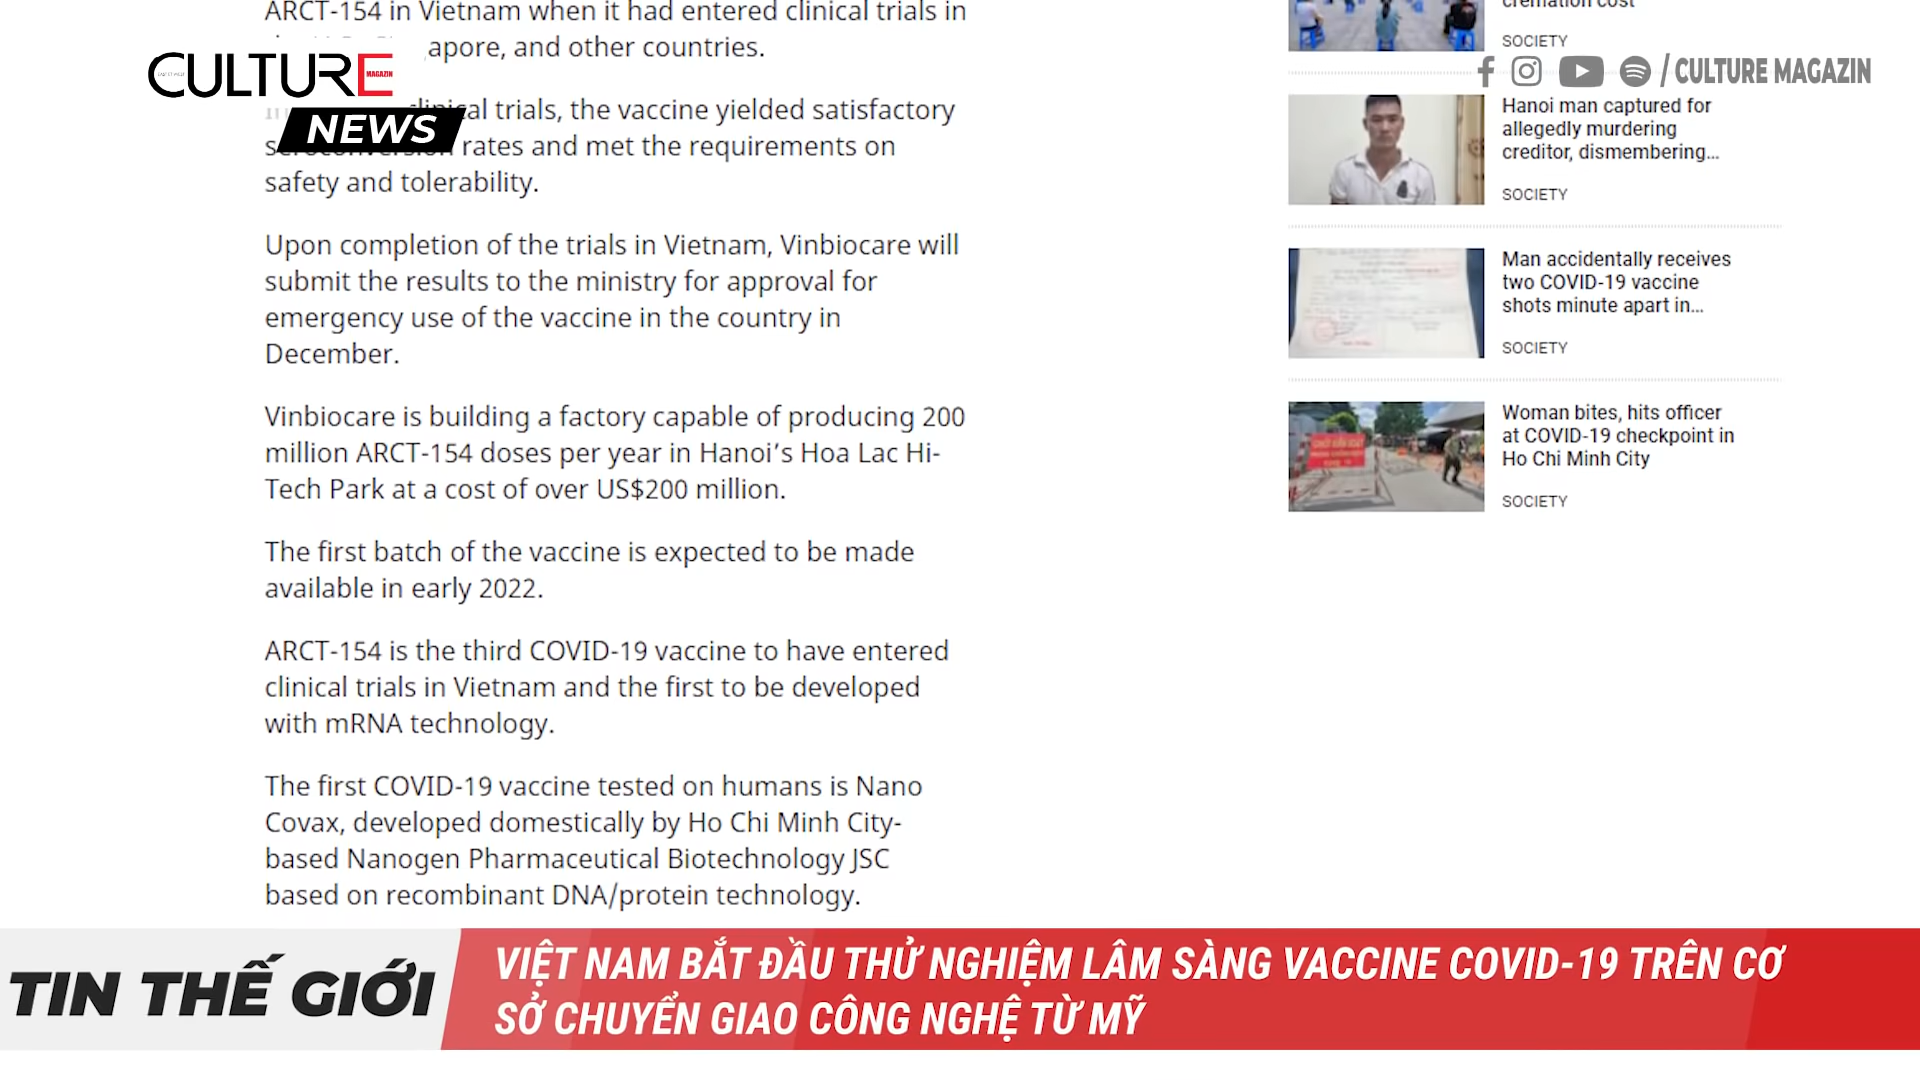 ARCT-154 in Vietnam when it had entered clinical trials in
apore, and other countries.
clinical trials, the vaccine yielded satisfactory
rates and met the requirements on
safety and tolerability.
Upon completion of the trials in Vietnam, Vinbiocare will
submit the results to the ministry for approval for
emergency use of the vaccine in the country in
December.
Vinbiocare is building a factory capable of producing 200
million ARCT-154 doses per year in Hanoi’s Hoa Lac Hi-
Tech Park at a cost of over US$200 million.
The first batch of the vaccine is expected to be made
available in early 2022.
ARCT-154 is the third COVID-19 vaccine to have entered
clinical trials in Vietnam and the first to be developed
with mRNA technology.
The first COVID-19 vaccine tested on humans is Nano
Covax, developed domestically by Ho Chi Minh City-
based Nanogen Pharmaceutical Biotechnology JSC
based on recombinant DNA/protein technology.
CULTURE
MAGAZIN
NEWS
cremation cost
SOCIETY
/ CULTURE MAGAZIN
Hanoi man captured for
allegedly murdering
creditor, dismembering...
SOCIETY
Man accidentally receives
two COVID-19 vaccine
shots minute apart in...
SOCIETY
Woman bites, hits officer
at COVID-19 checkpoint in
Ho Chi Minh City
SOCIETY
TIN THẾ GIỚI
VIỆT NAM BẮT ĐẦU THỬ NGHIỆM LÂM SÀNG VACCINE COVID-19 TRÊN CƠ
SỞ CHUYỂN GIAO CÔNG NGHỆ TỪ MỸ